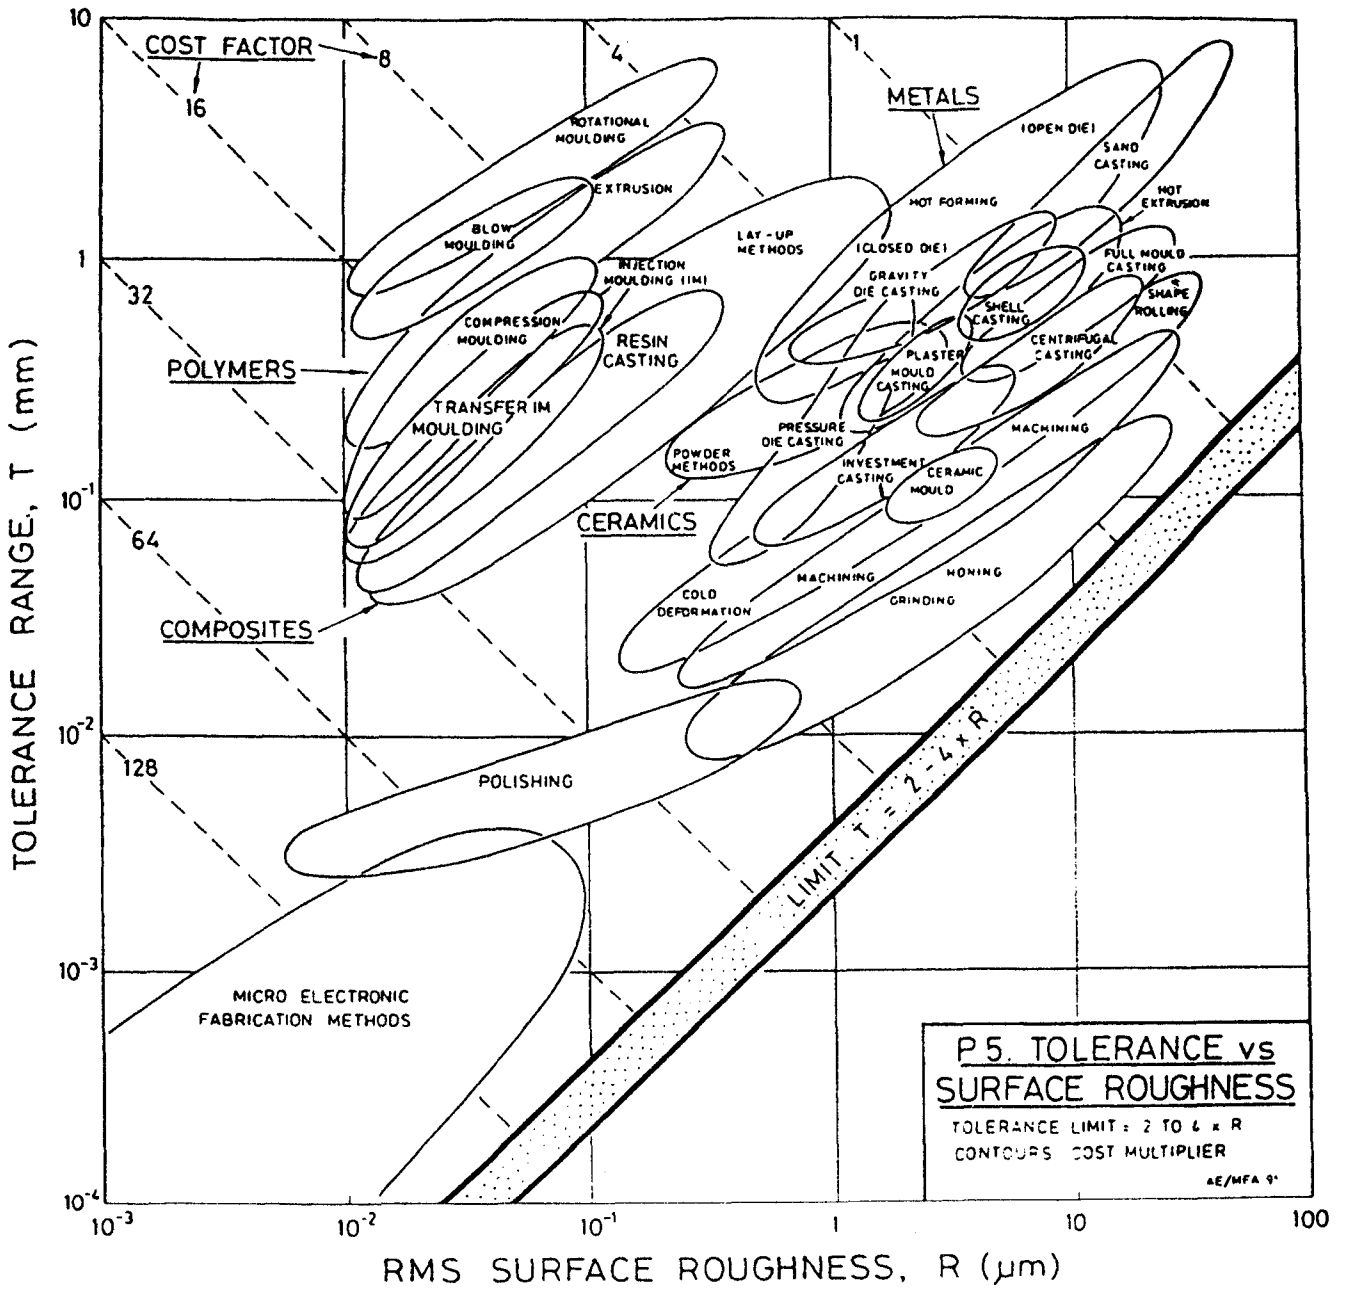 10
COST FACTOR
8
4
1
16
METALS
ROTATIONAL
MOULDING
(OPEN DIE)
SAND
CASTING
EXTRUSION
HOT
EXTRUSION
HOT FORMING
BLOW
MOULDING
LAY-UP
METHODS
(CLOSED DIE)
FULL MOULD
CASTING
1
INJECTION
MOULDING (IM)
GRAVITY
DIE CASTING
32
SHAPE
ROLLING
SHELL
CASTING
COMPRESSION
MOULDING
RESIN
CASTING
CENTRIFUGAL
CASTING
POLYMERS
PLASTER
MOULD
CASTING
TRANSFER IM
MOULDING
PRESSURE
DIE CASTING
MACHINING
POWDER
METHODS
INVESTMENT
CASTING
CERAMIC
MOULD
10⁻¹
CERAMICS
64
MACHINING
HONING
COLD
DEFORMATION
GRINDING
COMPOSITES
10⁻²
128
POLISHING
LIMIT T = 2 - 4 x R
10⁻³
MICRO ELECTRONIC
FABRICATION METHODS
P 5. TOLERANCE vs
SURFACE ROUGHNESS
TOLERANCE LIMIT = 2 TO 4 x R
CONTOURS COST MULTIPLIER
10⁻⁴
10⁻³
10⁻²
10⁻¹
1
10
100
TOLERANCE RANGE, T (mm)
RMS SURFACE ROUGHNESS, R (µm)